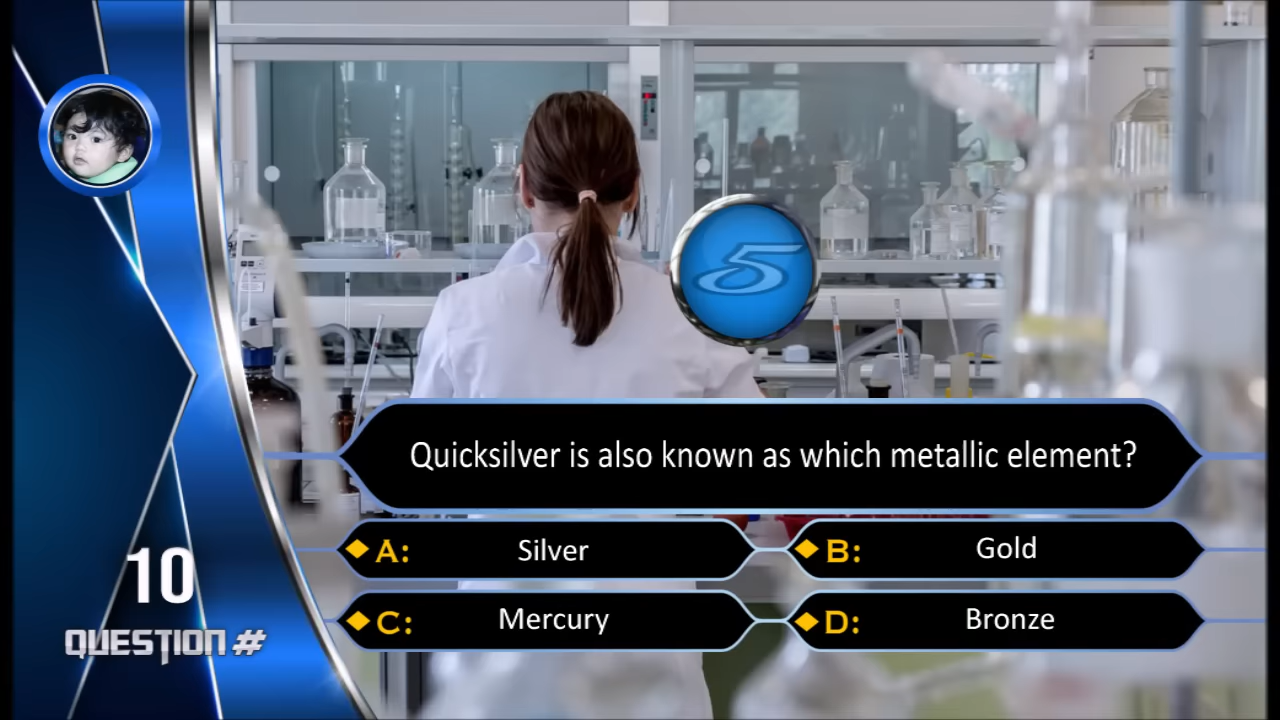 5
Quicksilver is also known as which metallic element?
A: Silver
B: Gold
C: Mercury
D: Bronze
10
QUESTION #